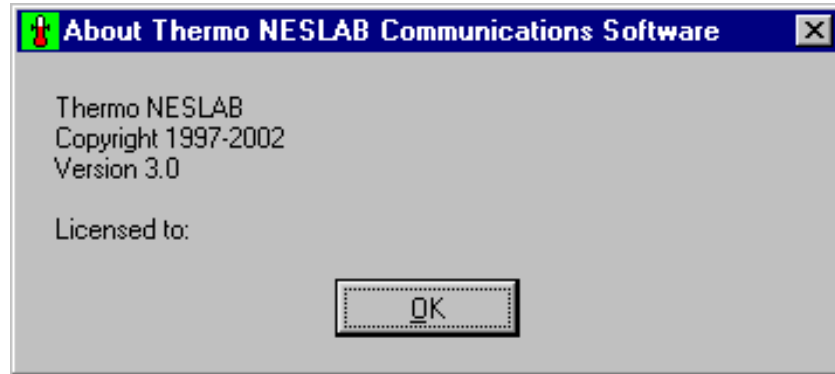 About Thermo NESLAB Communications Software
Thermo NESLAB
Copyright 1997-2002
Version 3.0
Licensed to:
OK